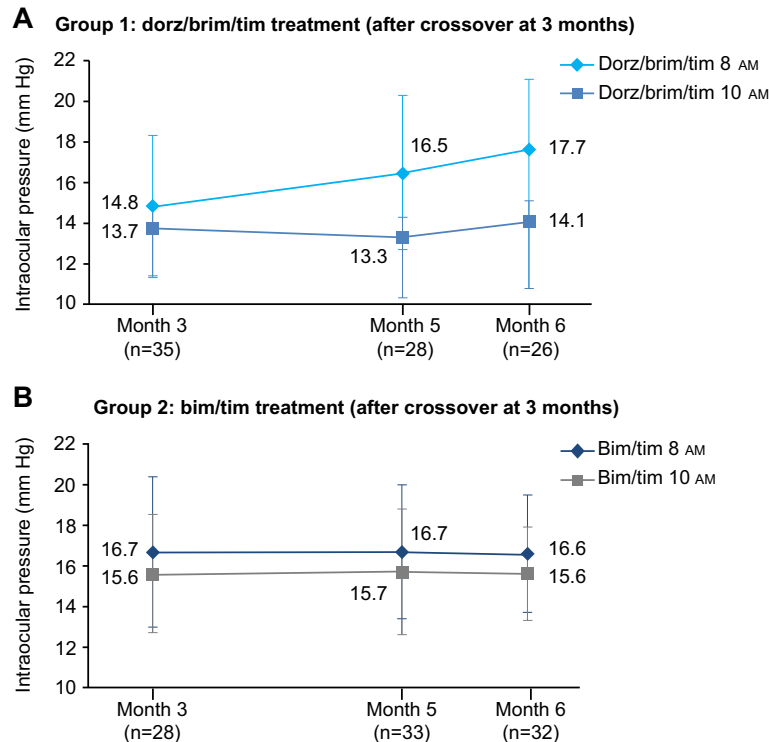 A Group 1: dorz/brim/tim treatment (after crossover at 3 months)
Intraocular pressure (mm Hg)
22
20
18
16
14
12
10
14.8
13.7
16.5
13.3
17.7
14.1
Dorz/brim/tim 8 AM
Dorz/brim/tim 10 AM
Month 3 Month 5 Month 6
(n=35) (n=28) (n=26)
B Group 2: bim/tim treatment (after crossover at 3 months)
Intraocular pressure (mm Hg)
22
20
18
16
14
12
10
16.7
15.6
16.7
15.7
16.6
15.6
Bim/tim 8 AM
Bim/tim 10 AM
Month 3 Month 5 Month 6
(n=28) (n=33) (n=32)